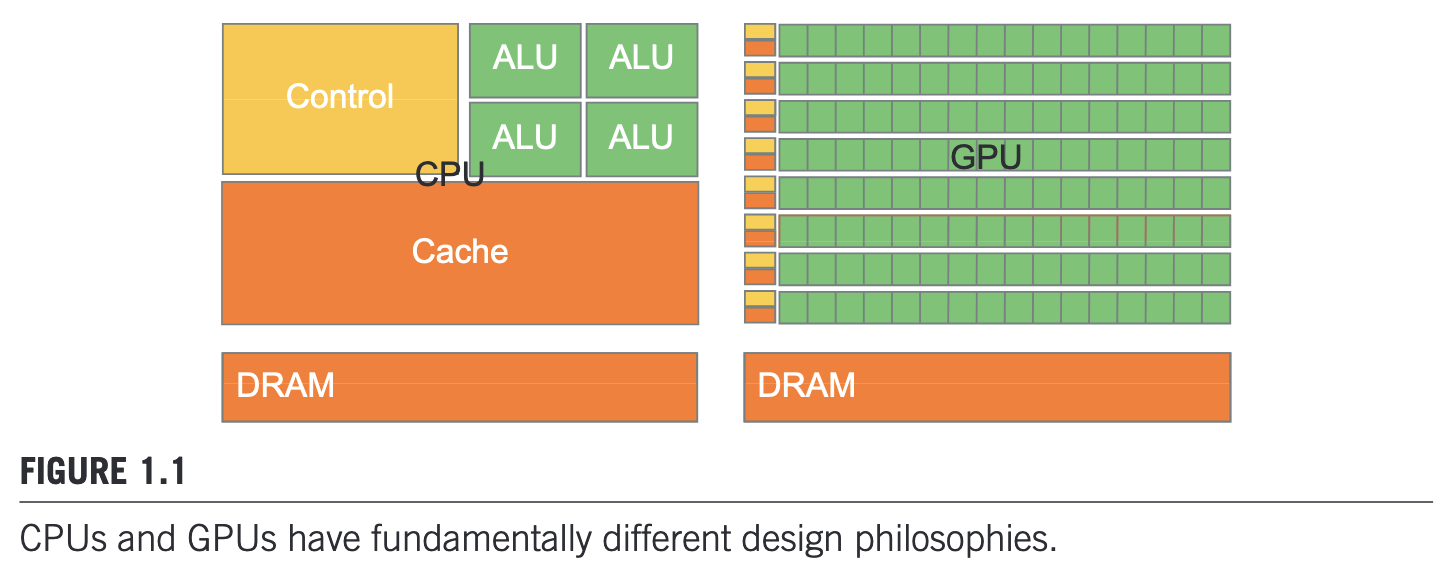 Control
ALU ALU
ALU ALU
CPU
Cache
DRAM
GPU
DRAM
FIGURE 1.1
CPUs and GPUs have fundamentally different design philosophies.